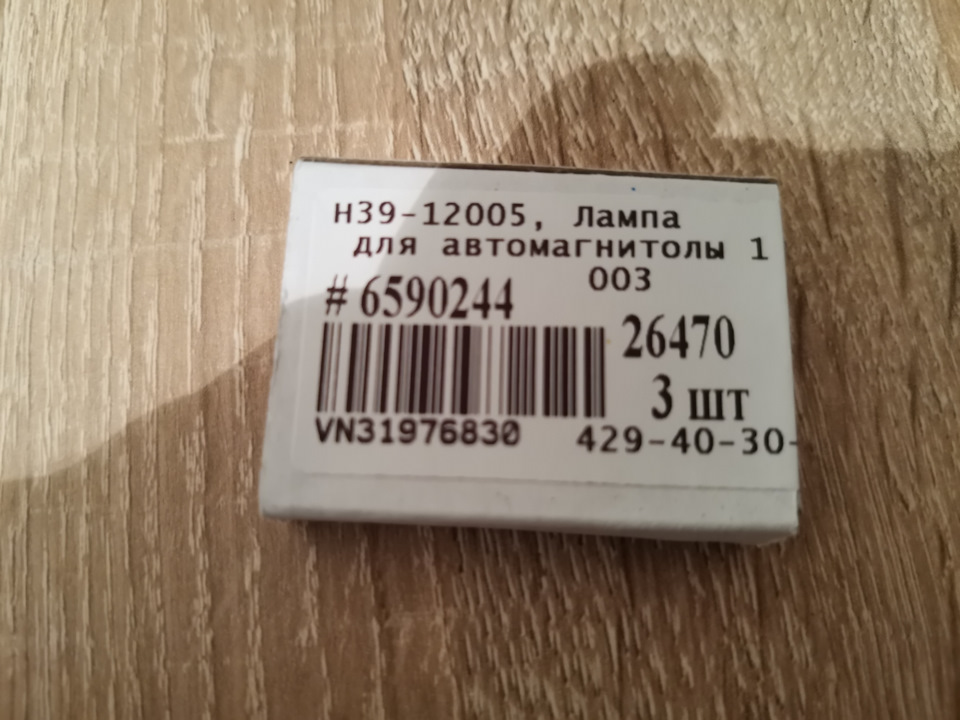 H39-12005, Лампа
для автомагнитолы 1
003
# 6590244
26470
3 шт
VN31976830
429-40-30-